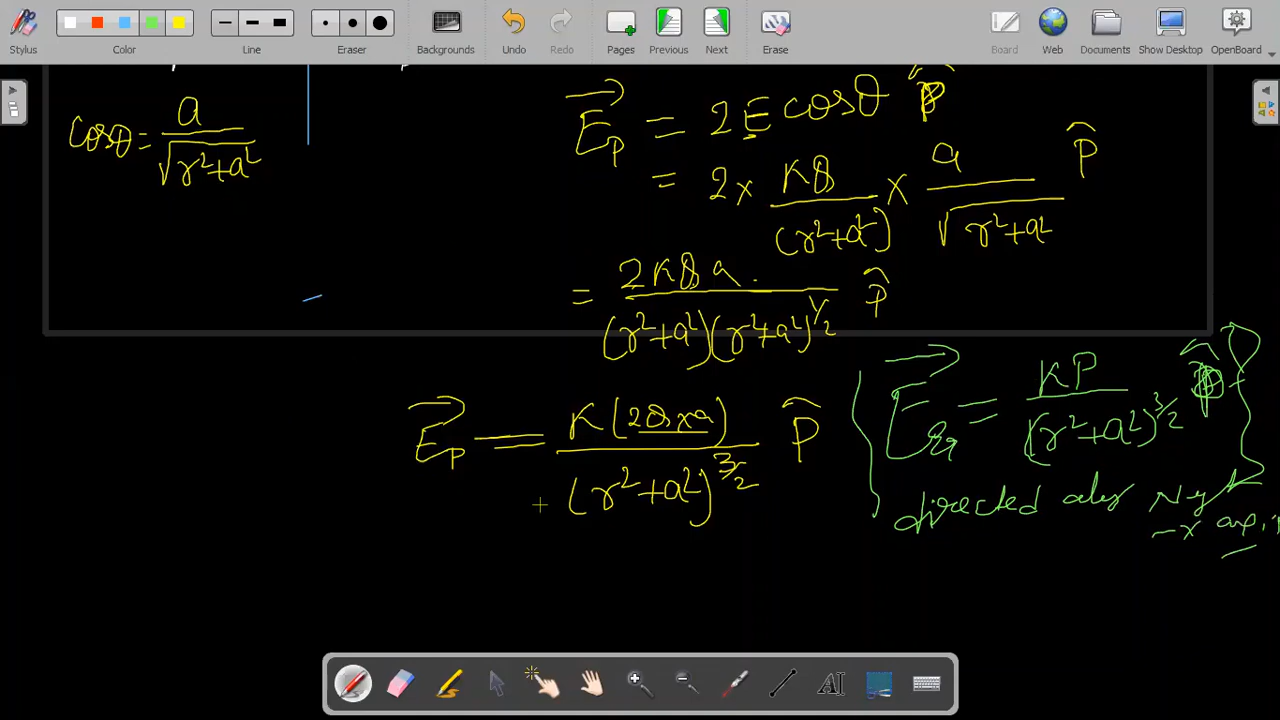 Stylus Color Line Eraser Backgrounds Undo Redo Pages Previous Next Erase Board Web Documents Show Desktop OpenBoard
cosθ = a / √(r²+a²)
E⃗p = 2E cosθ P̂
= 2 × KQ / (r²+a²) × a / √(r²+a²) P̂
= 2KQa / (r²+a²)(r²+a²)^1/2 P̂
E⃗p = K(2Q×a) / (r²+a²)^3/2 P̂
E⃗ = KP / (r²+a²)^3/2 P̂
directed
-x